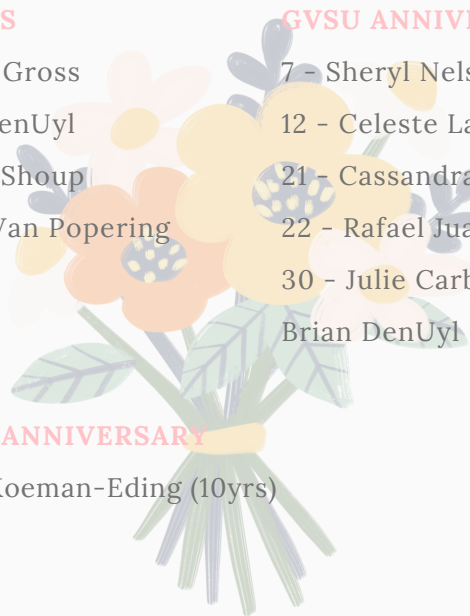 S
Gross
enUyl
Shoup
Van Popering
ANNIVERSARY
Koeman-Eding (10yrs)
GVSU ANNIV
7 - Sheryl Nels
12 - Celeste La
21 - Cassandra
22 - Rafael Jua
30 - Julie Carb
Brian DenUyl